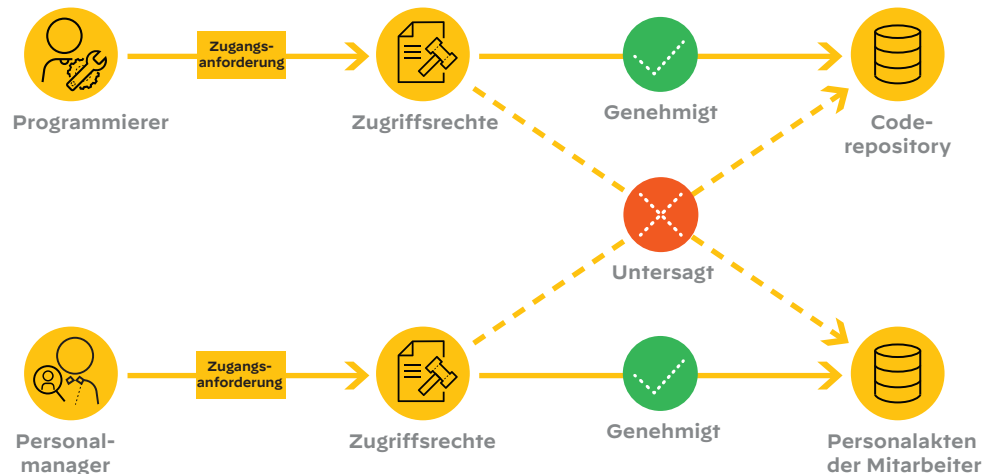 Zugangs-
anforderung
Programmierer
Zugriffsrechte
Genehmigt
Code-
repository
Untersagt
Zugangs-
anforderung
Personal-
manager
Zugriffsrechte
Genehmigt
Personalakten
der Mitarbeiter